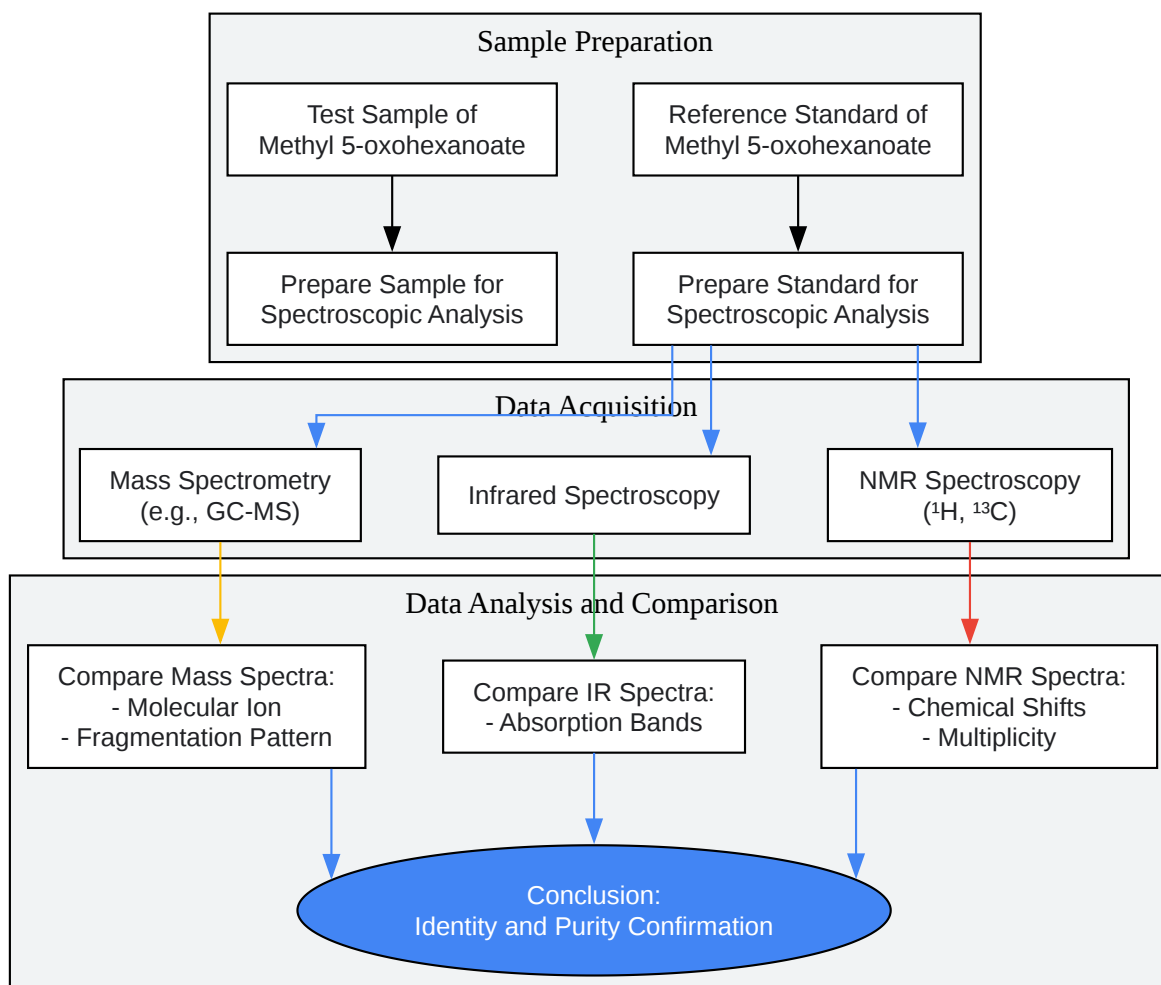 Sample Preparation
Test Sample of
Methyl 5-oxohexanoate
Reference Standard of
Methyl 5-oxohexanoate
Prepare Sample for
Spectroscopic Analysis
Prepare Standard for
Spectroscopic Analysis
Data Acquisition
Mass Spectrometry
(e.g., GC-MS)
Infrared Spectroscopy
NMR Spectroscopy
(¹H, ¹³C)
Data Analysis and Comparison
Compare Mass Spectra:
- Molecular Ion
- Fragmentation Pattern
Compare IR Spectra:
- Absorption Bands
Compare NMR Spectra:
- Chemical Shifts
- Multiplicity
Conclusion:
Identity and Purity Confirmation